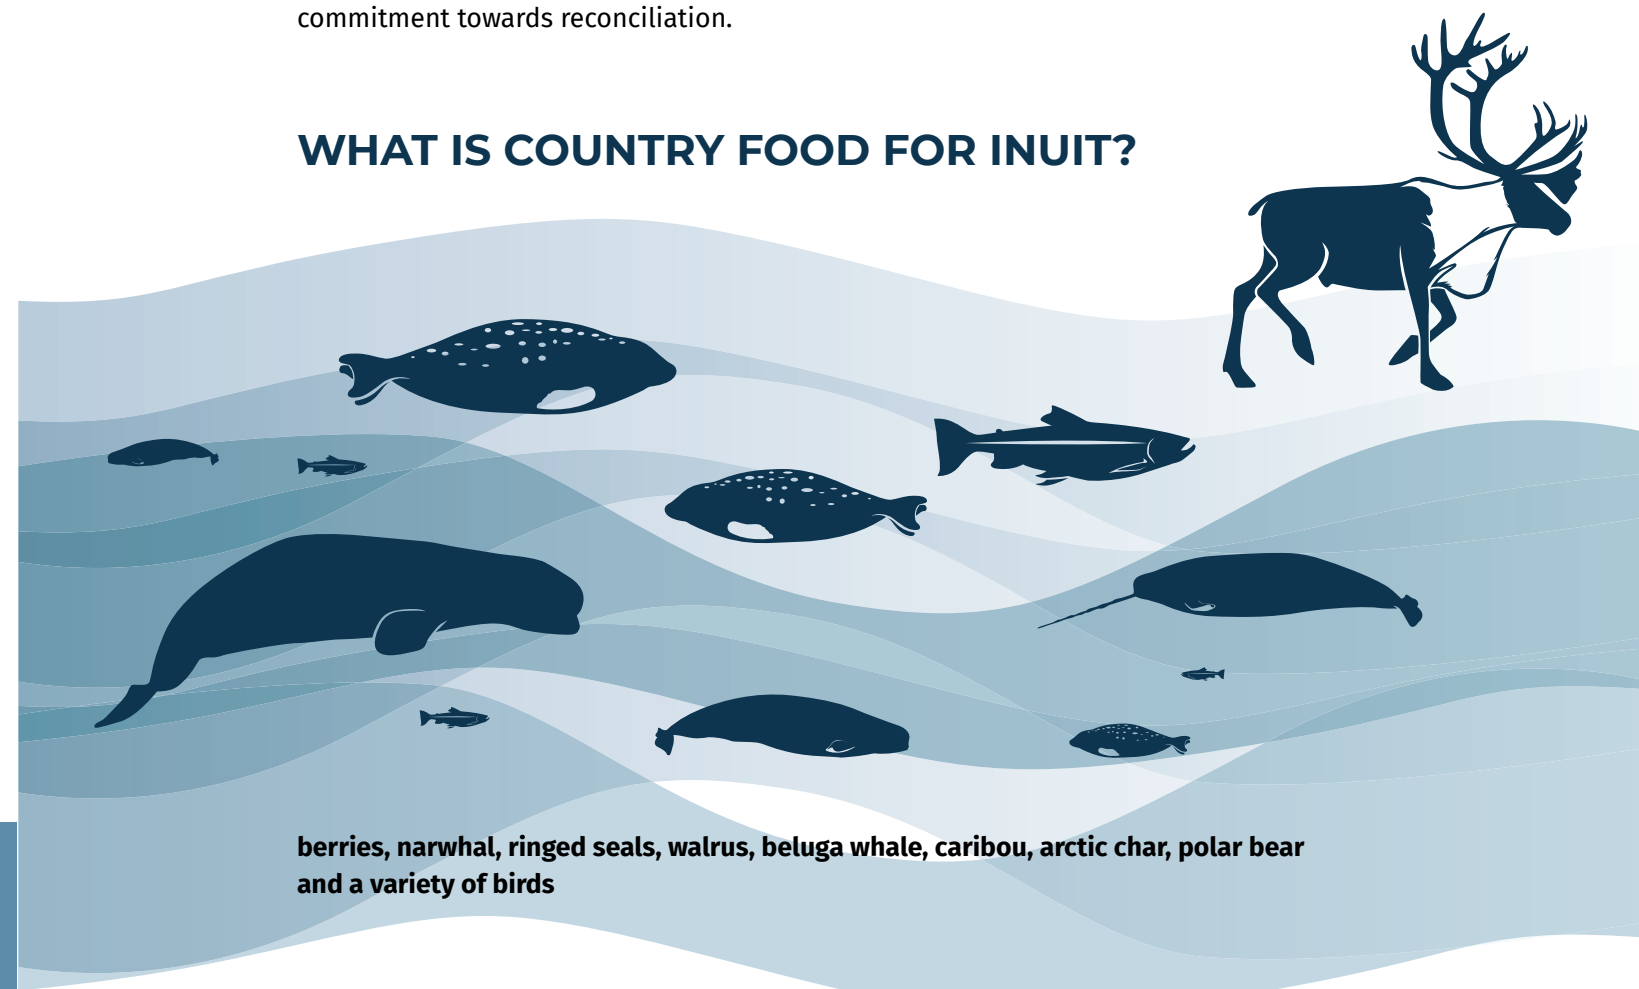 commitment towards reconciliation.
WHAT IS COUNTRY FOOD FOR INUIT?
berries, narwhal, ringed seals, walrus, beluga whale, caribou, arctic char, polar bear
and a variety of birds